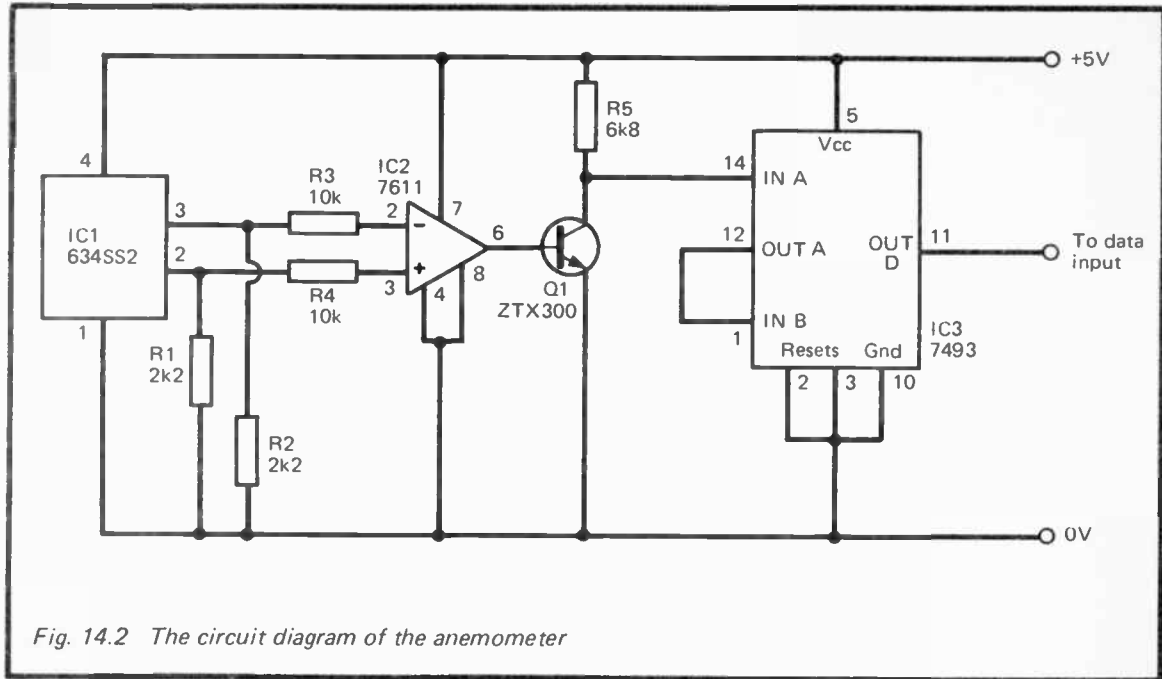 +5V
4
IC1
634SS2
3
2
1
R3
10k
R4
10k
R1
2k2
R2
2k2
IC2
7611
2
−
+
3
7
6
8
4
Q1
ZTX300
R5
6k8
5
Vcc
14
IN A
12
OUT A
1
IN B
OUT
D
11
To data
input
IC3
7493
Resets
Gnd
2
3
10
0V
Fig. 14.2 The circuit diagram of the anemometer